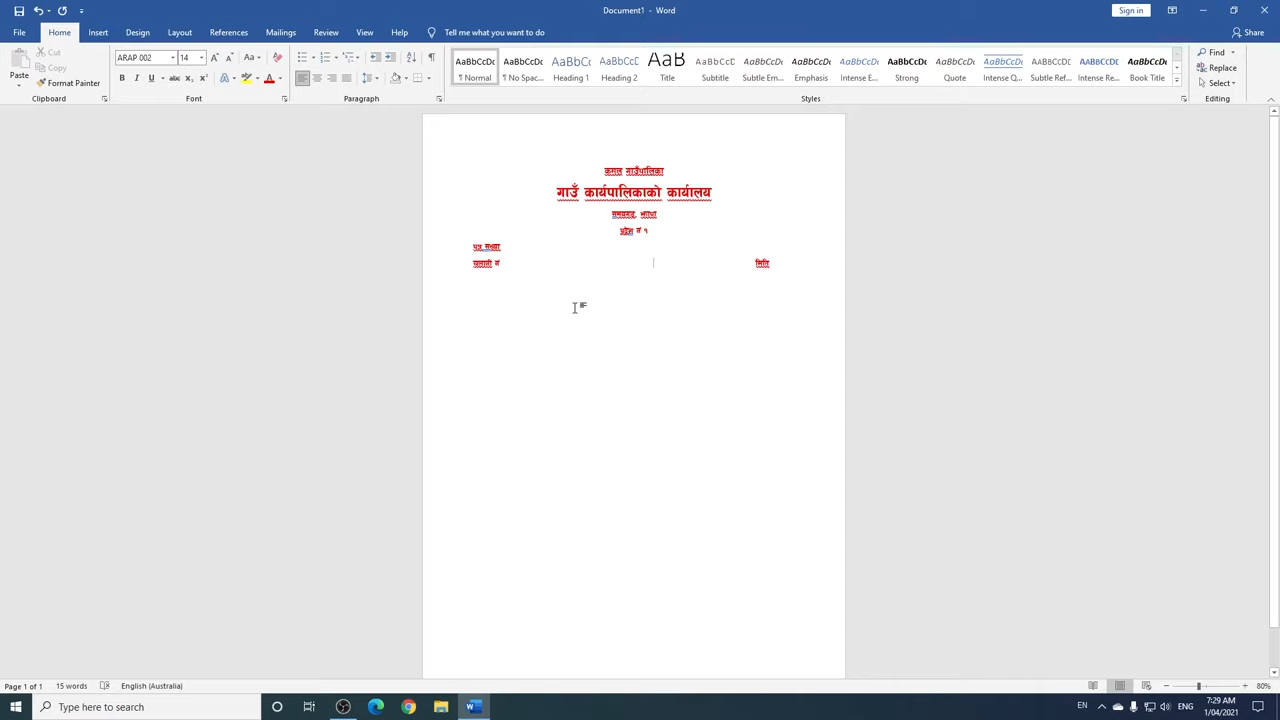 Document1 - Word
Sign in
File Home Insert Design Layout References Mailings Review View Help Tell me what you want to do Share
Paste Cut Copy Format Painter
ARAP 002 14
AaBbCcDc AaBbCcDc AaBbC AaBbCcC AaB AaBbCcD AaBbCcDc AaBbCcDc AaBbCcDc AaBbCcDc AaBbCcDc AaBbCcDc AABBCCDC AABBCCDC AaBbCcDc
¶ Normal ¶ No Spac... Heading 1 Heading 2 Title Subtitle Subtle Em... Emphasis Intense E... Strong Quote Intense Q... Subtle Ref... Intense Re... Book Title
Find Replace Select
Clipboard Font Paragraph Styles Editing
कमल गाउँपालिका
गाउँ कार्यपालिकाको कार्यालय
प्रदेश नं १
पत्र संख्या
चलानी नं मिति
Page 1 of 1 15 words English (Australia) 80%
Type here to search EN 7:29 AM
1/04/2021